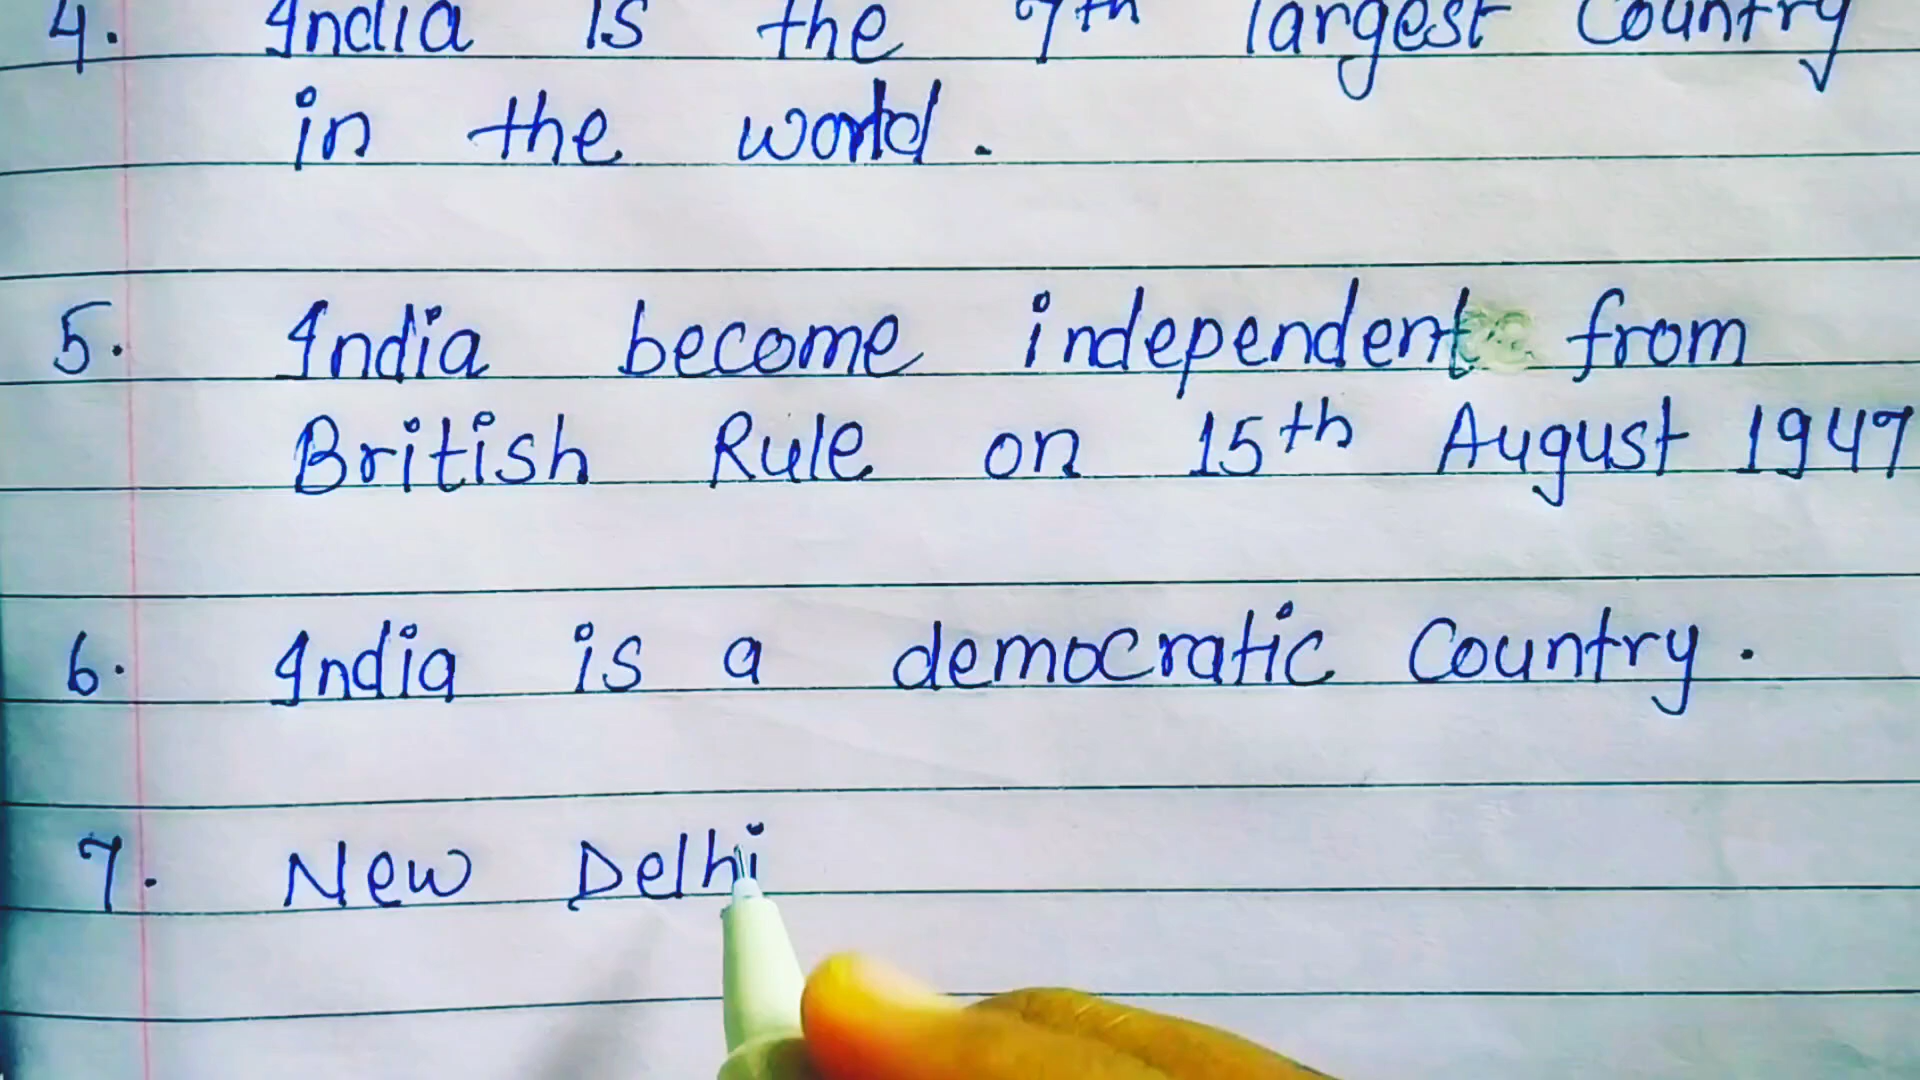 4. India is the 7th largest Country
in the world.
5. India become independent from
British Rule on 15th August 1947
6. India is a democratic Country.
7. New Delhi